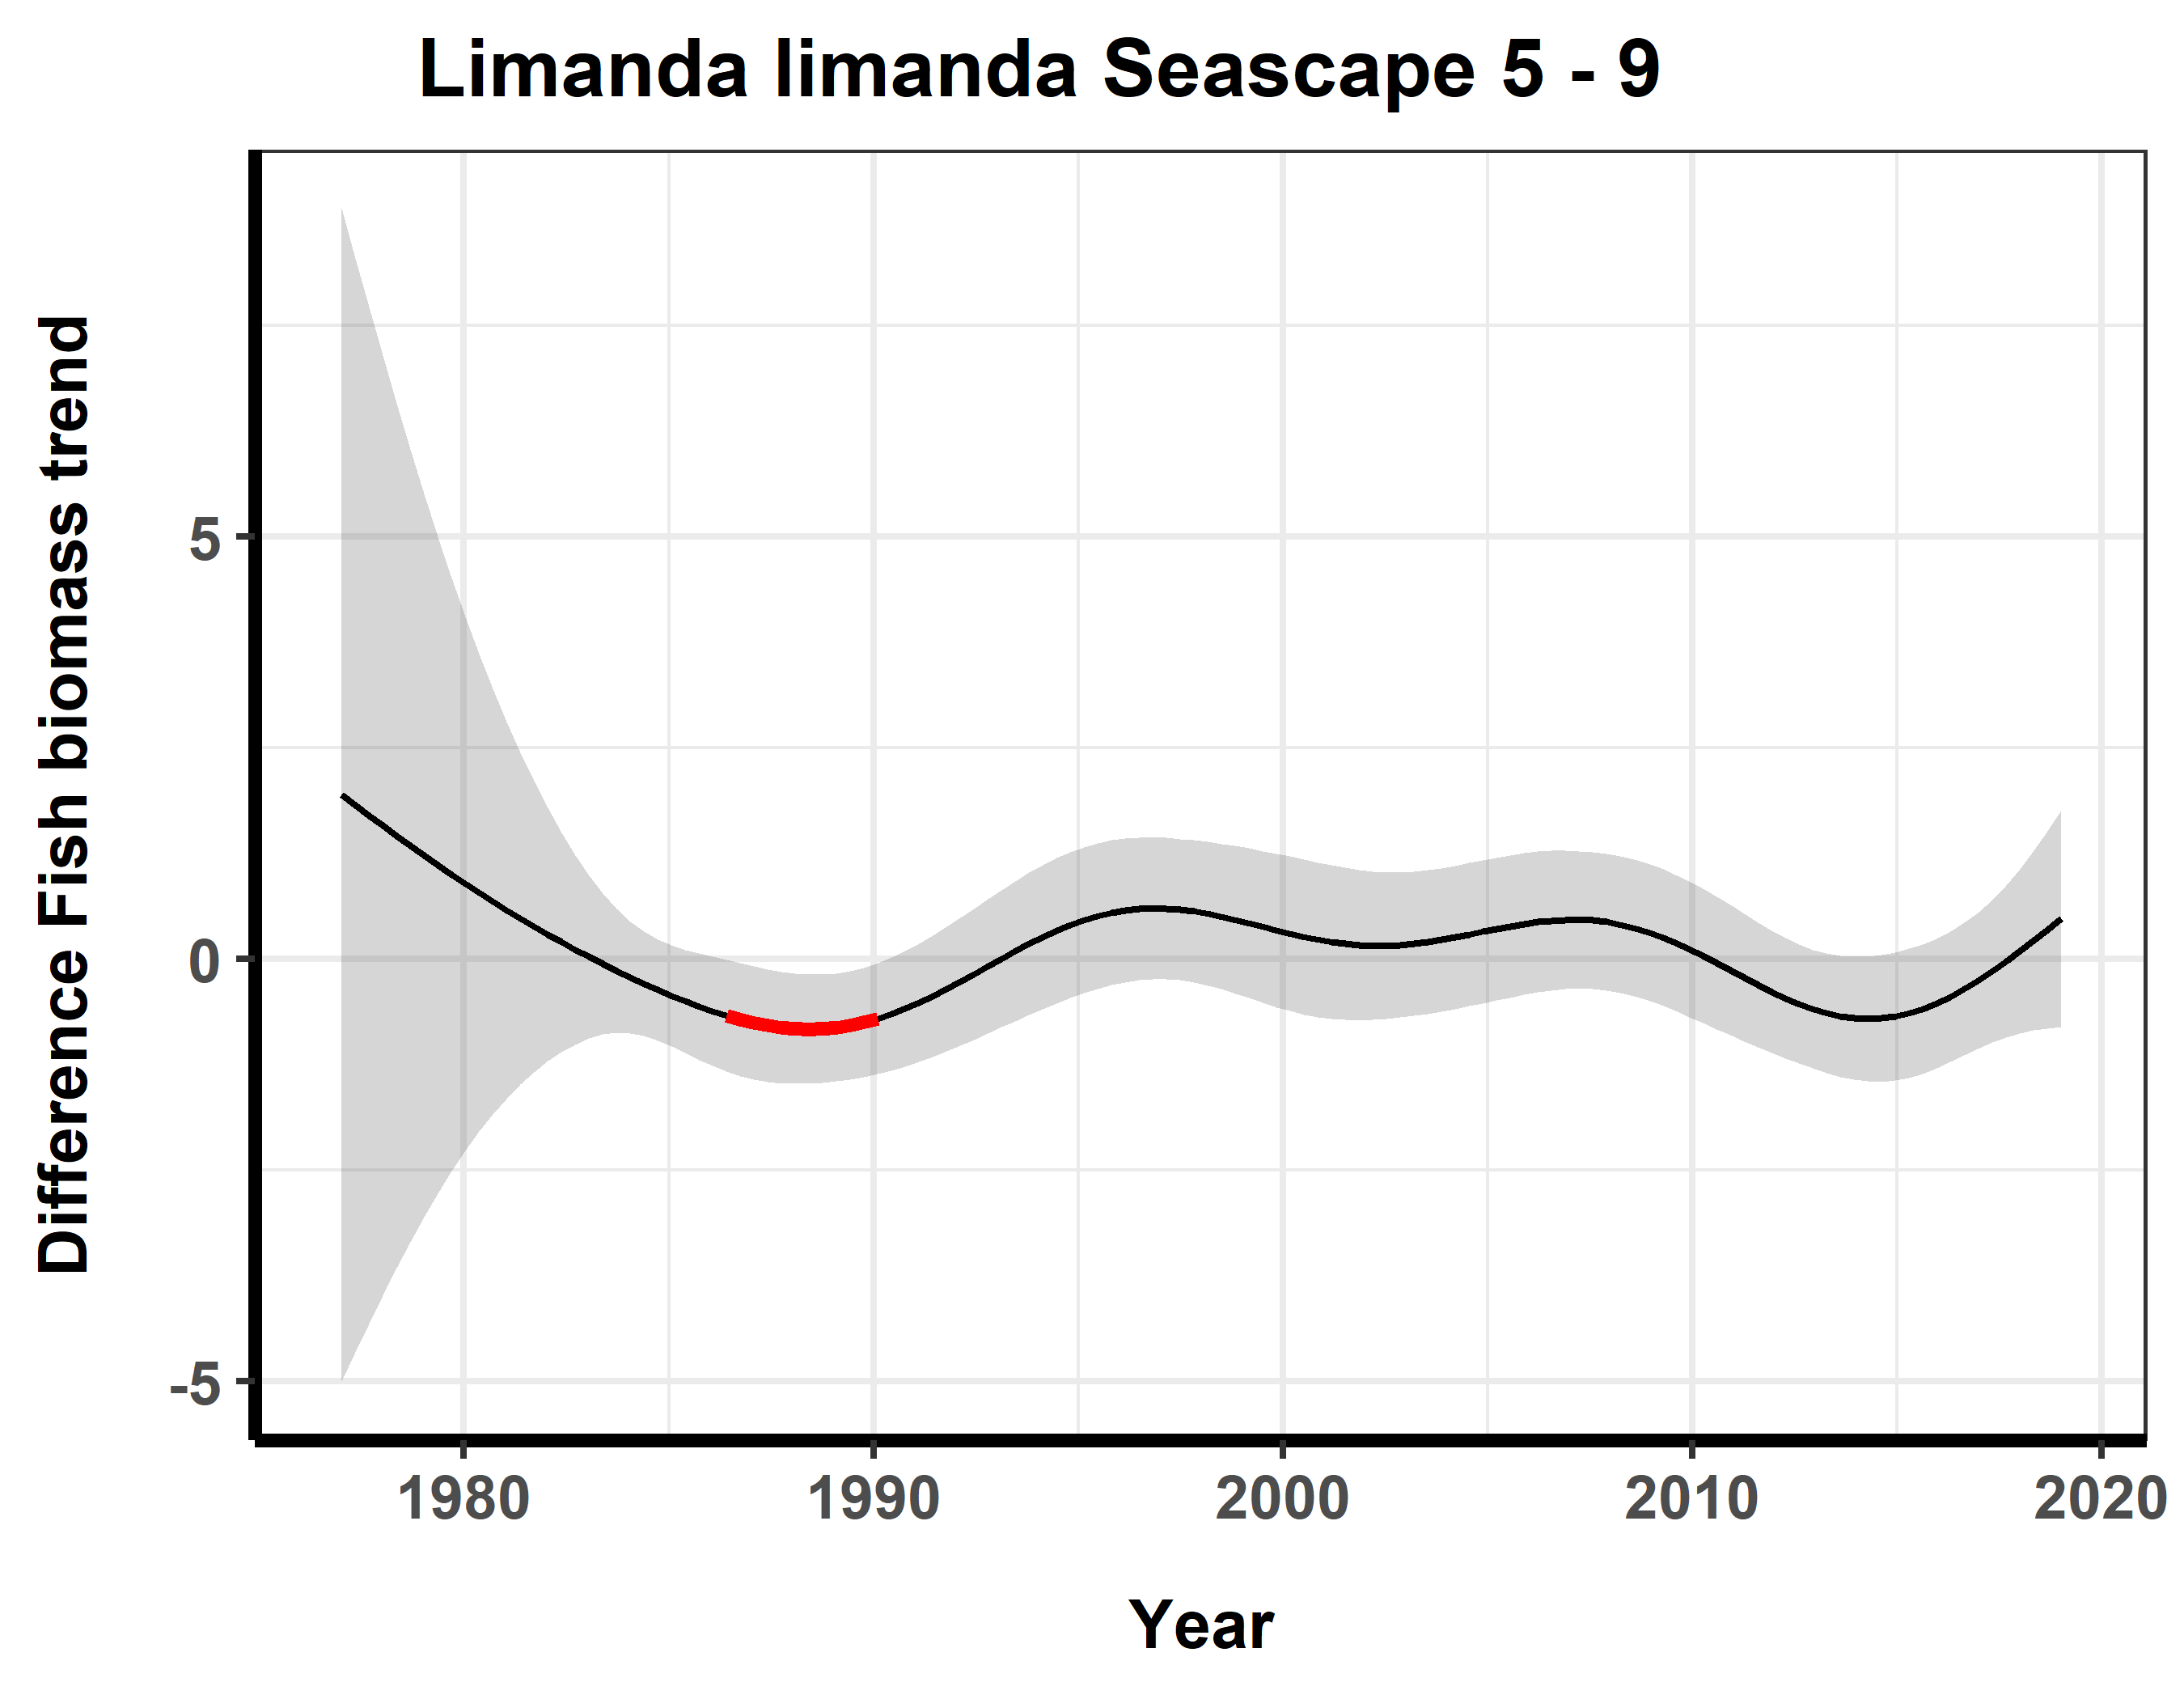 Limanda limanda Seascape 5 - 9
Difference Fish biomass trend
5
0
-5
1980 1990 2000 2010 2020
Year